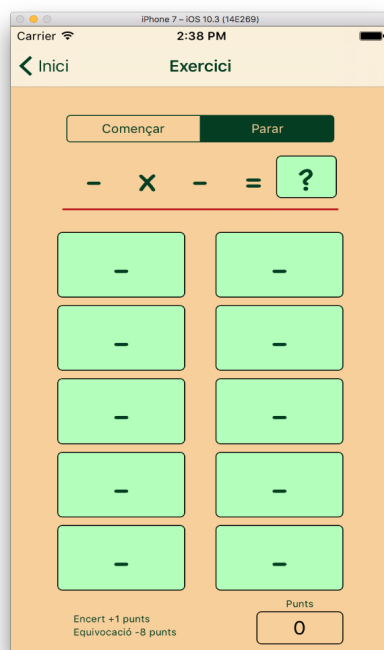 iPhone 7 – iOS 10.3 (14E269)
Carrier 2:38 PM
Inici Exercici
Començar Parar
– × – = ?
– –
– –
– –
– –
– –
Punts
Encert +1 punts
Equivocació -8 punts
0